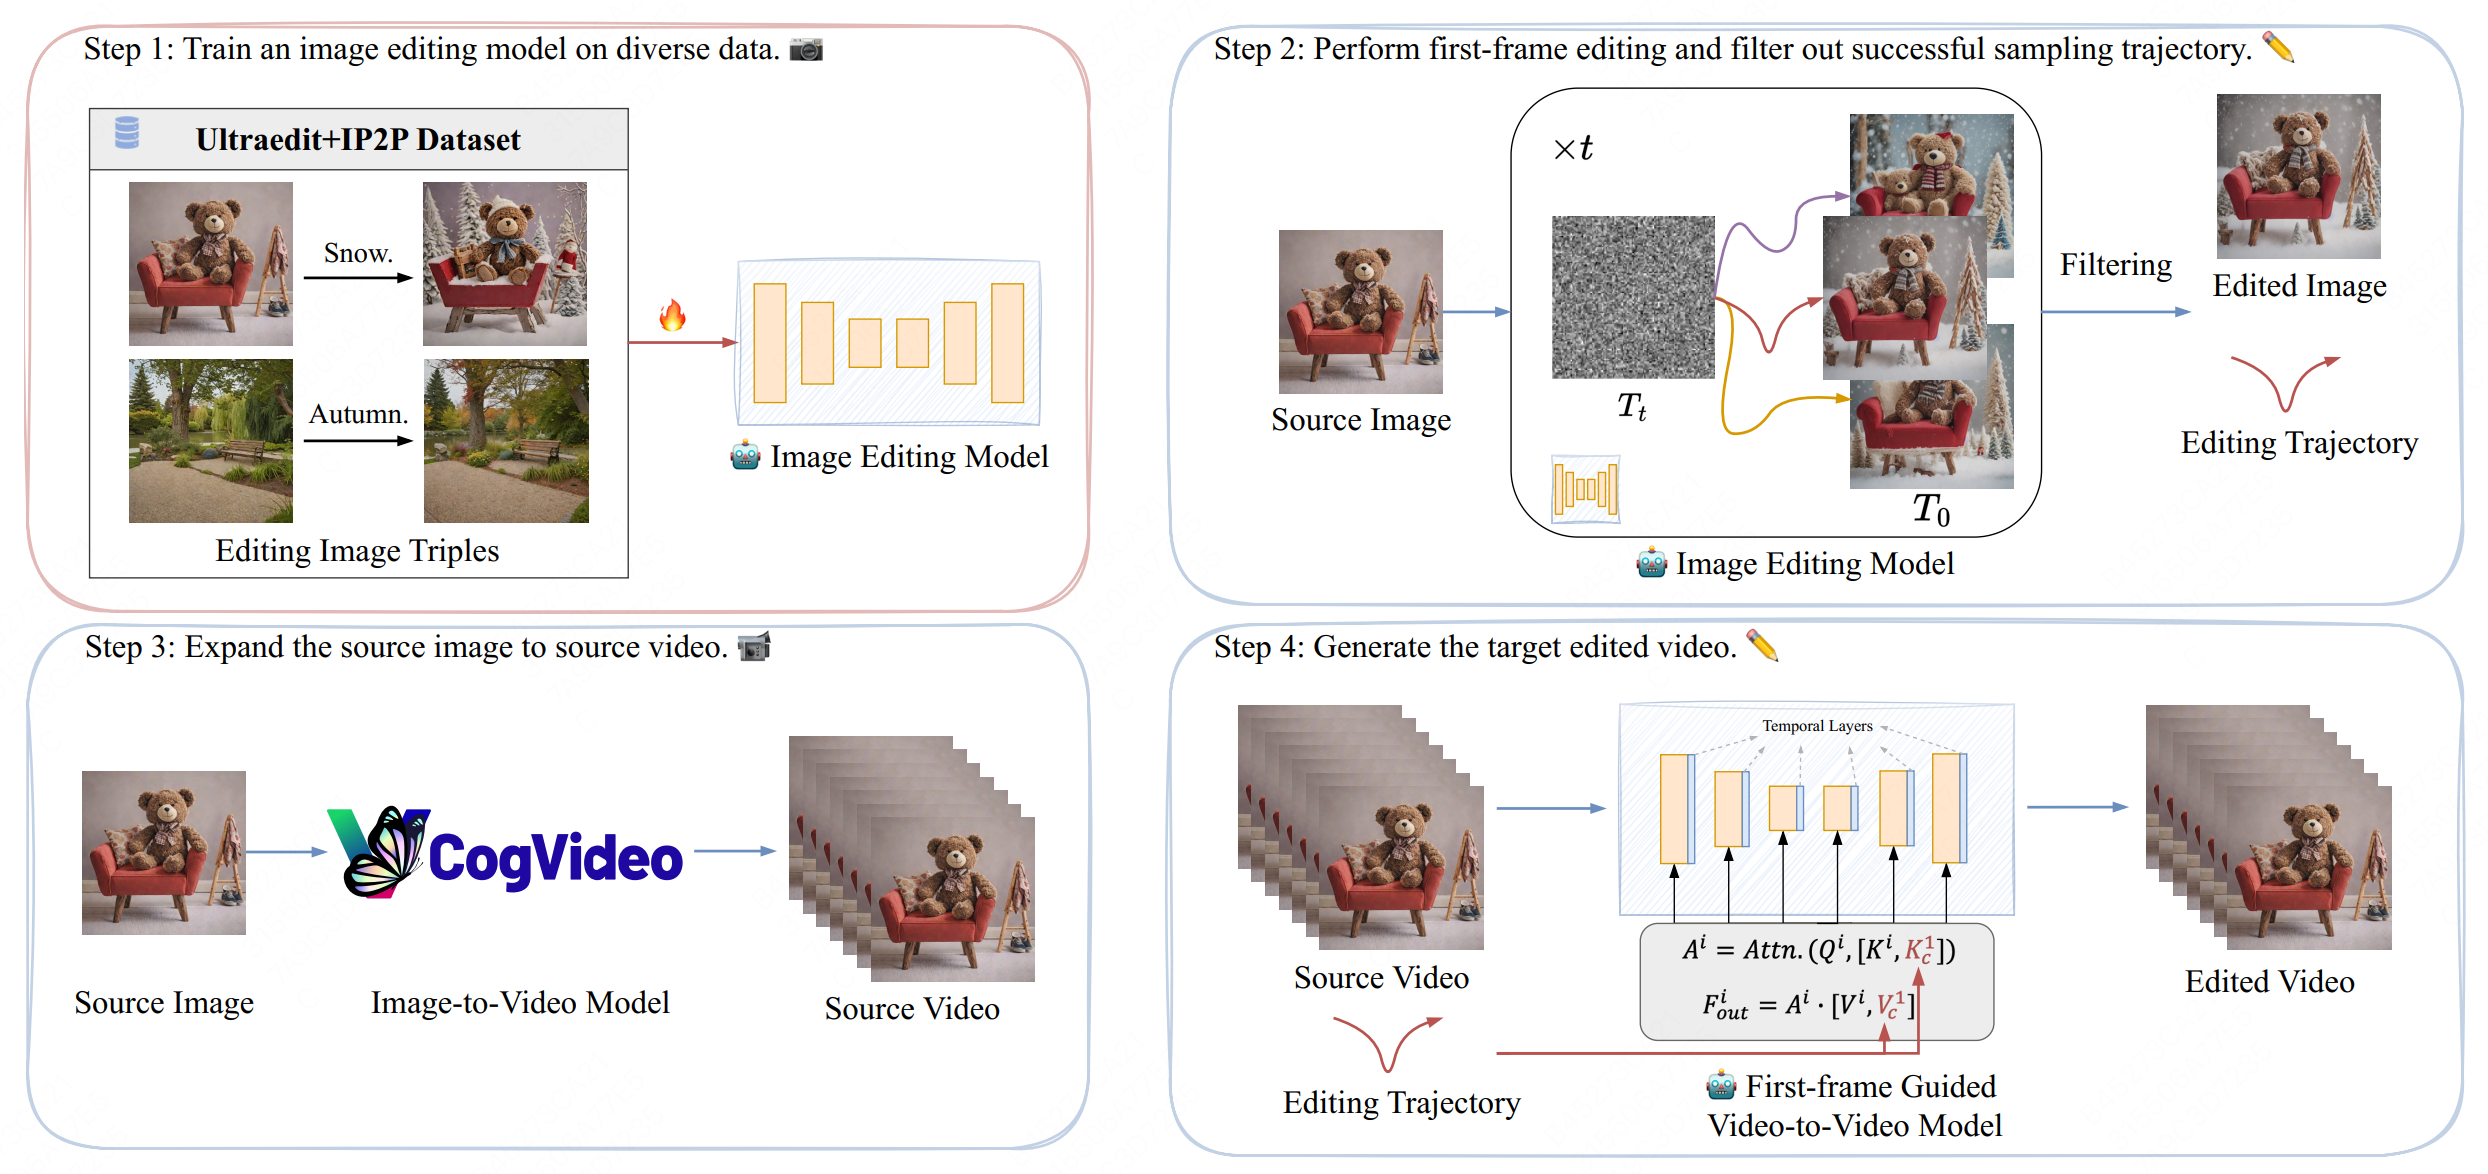 Step 1: Train an image editing model on diverse data.
Ultraedit+IP2P Dataset
Snow.
Autumn.
Editing Image Triples
Image Editing Model
Step 2: Perform first-frame editing and filter out successful sampling trajectory.
×t
Source Image
T_t
T_0
Image Editing Model
Filtering
Edited Image
Editing Trajectory
Step 3: Expand the source image to source video.
CogVideo
Source Image
Image-to-Video Model
Source Video
Step 4: Generate the target edited video.
Temporal Layers
Source Video
Editing Trajectory
A^i = Attn.(Q^i, [K^i, K_c^1])
F_out^i = A^i · [V^i, V_c^1]
First-frame Guided
Video-to-Video Model
Edited Video